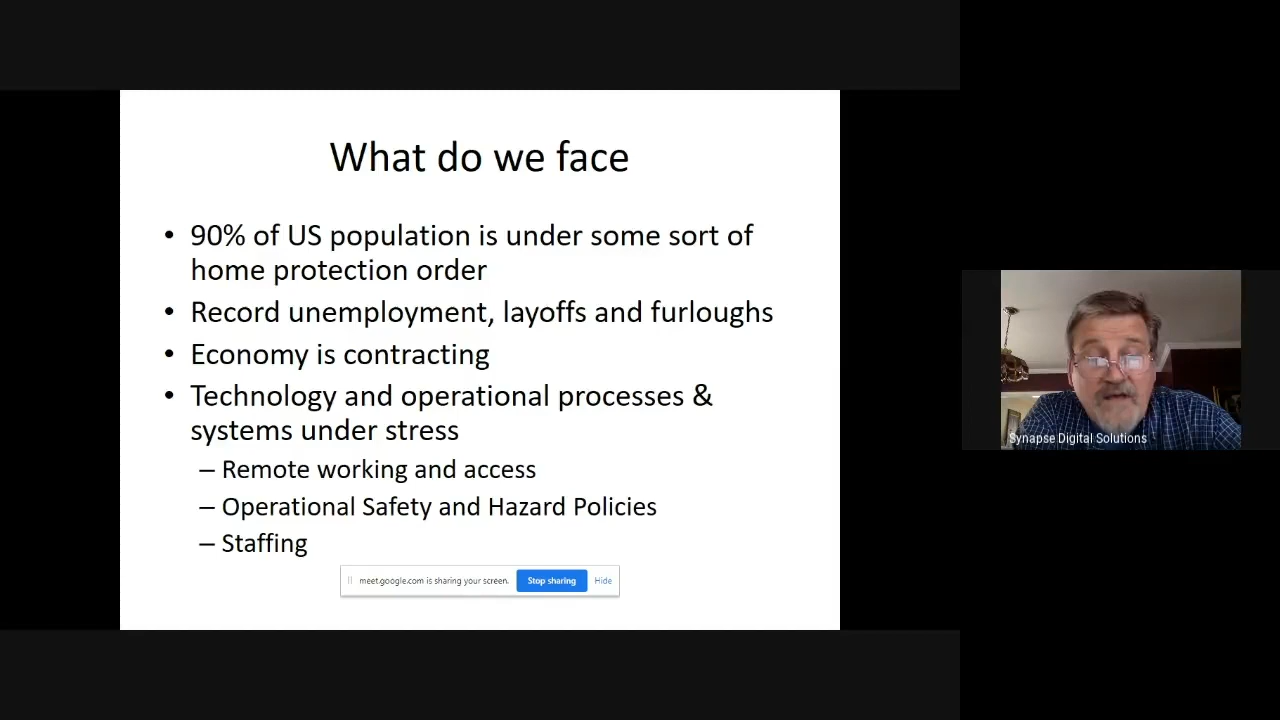 What do we face
• 90% of US population is under some sort of
home protection order
• Record unemployment, layoffs and furloughs
• Economy is contracting
• Technology and operational processes &
systems under stress
– Remote working and access
– Operational Safety and Hazard Policies
– Staffing
meet.google.com is sharing your screen. Stop sharing Hide
Synapse Digital Solutions